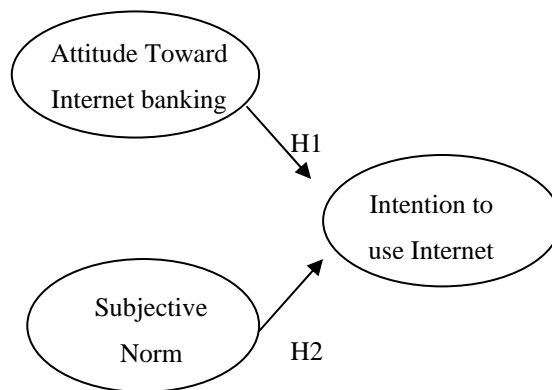 Attitude Toward
Internet banking
H1
Intention to
use Internet
Subjective
Norm
H2